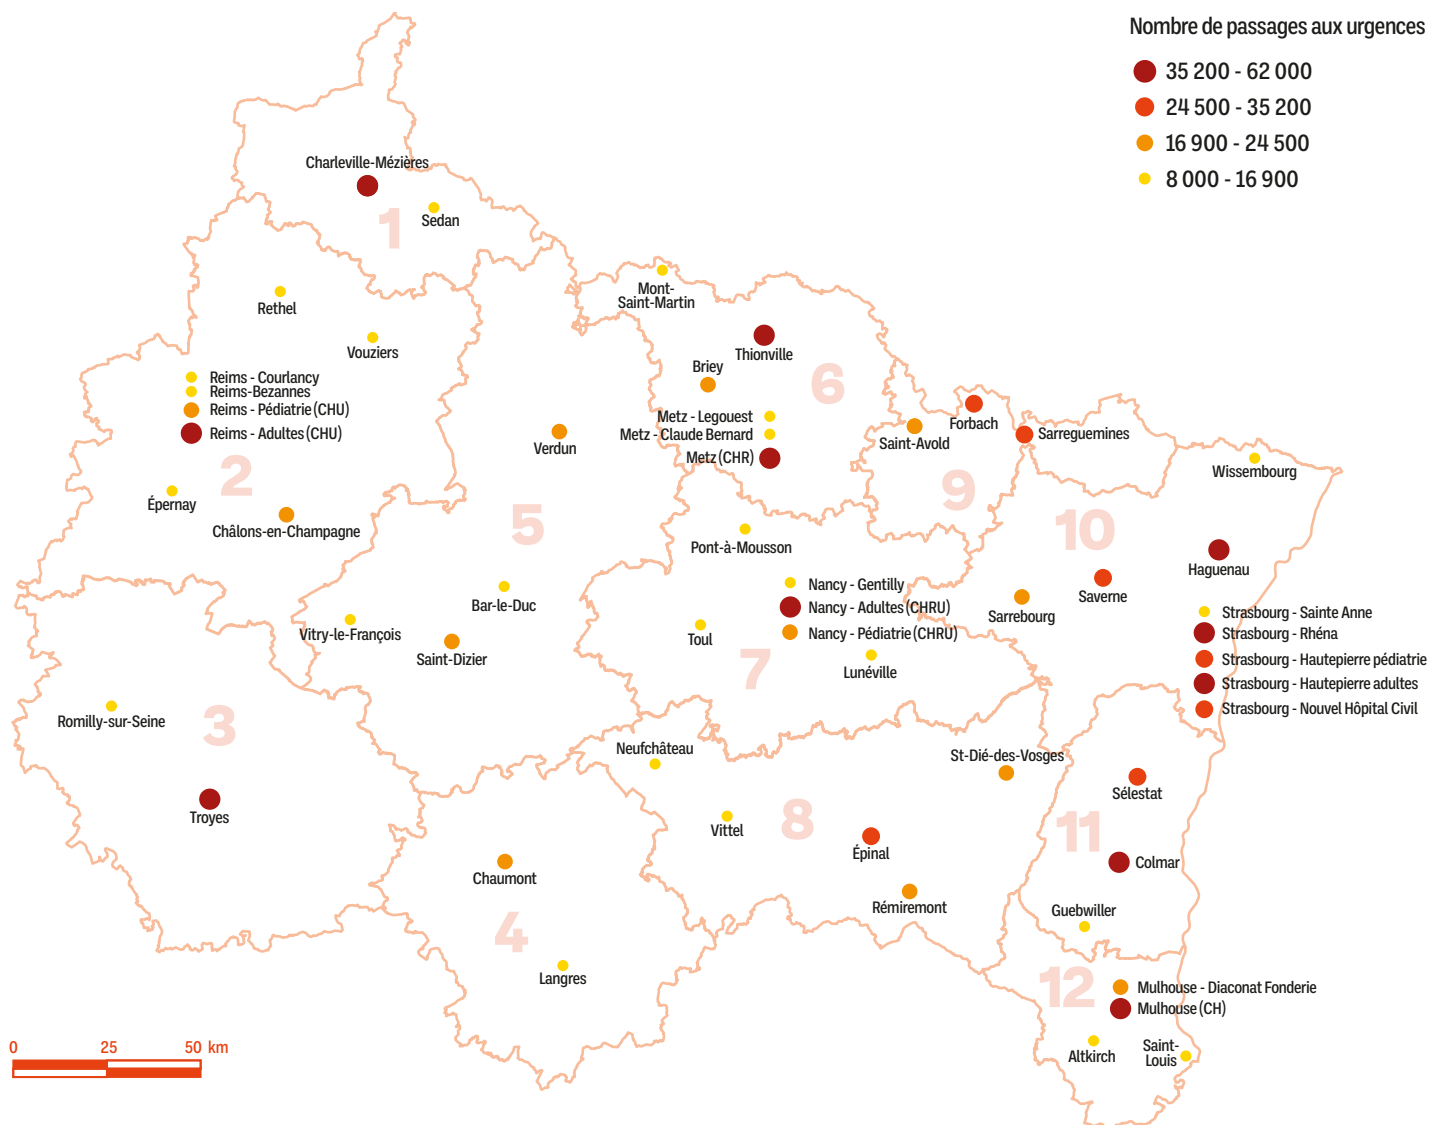 Nombre de passages aux urgences
35 200 - 62 000
24 500 - 35 200
16 900 - 24 500
8 000 - 16 900
Charleville-Mézières
Sedan
1
Rethel
Vouziers
Reims - Courlancy
Reims-Bezannes
Reims - Pédiatrie (CHU)
Reims - Adultes (CHU)
2
Épernay
Châlons-en-Champagne
Mont-
Saint-Martin
Thionville
Briey
6
Metz - Legouest
Metz - Claude Bernard
Metz (CHR)
Verdun
5
Bar-le-Duc
Vitry-le-François
Saint-Dizier
Saint-Avold
Forbach
Sarreguemines
9
Wissembourg
10
Haguenau
Saverne
Sarrebourg
Strasbourg - Sainte Anne
Strasbourg - Rhéna
Strasbourg - Hautepierre pédiatrie
Strasbourg - Hautepierre adultes
Strasbourg - Nouvel Hôpital Civil
Pont-à-Mousson
Nancy - Gentilly
Nancy - Adultes (CHRU)
Nancy - Pédiatrie (CHRU)
Toul
Lunéville
7
Romilly-sur-Seine
3
Troyes
Neufchâteau
St-Dié-des-Vosges
Vittel
8
Épinal
Rémiremont
Sélestat
11
Colmar
Guebwiller
Chaumont
4
Langres
12
Mulhouse - Diaconat Fonderie
Mulhouse (CH)
Altkirch
Saint-
Louis
0 25 50 km